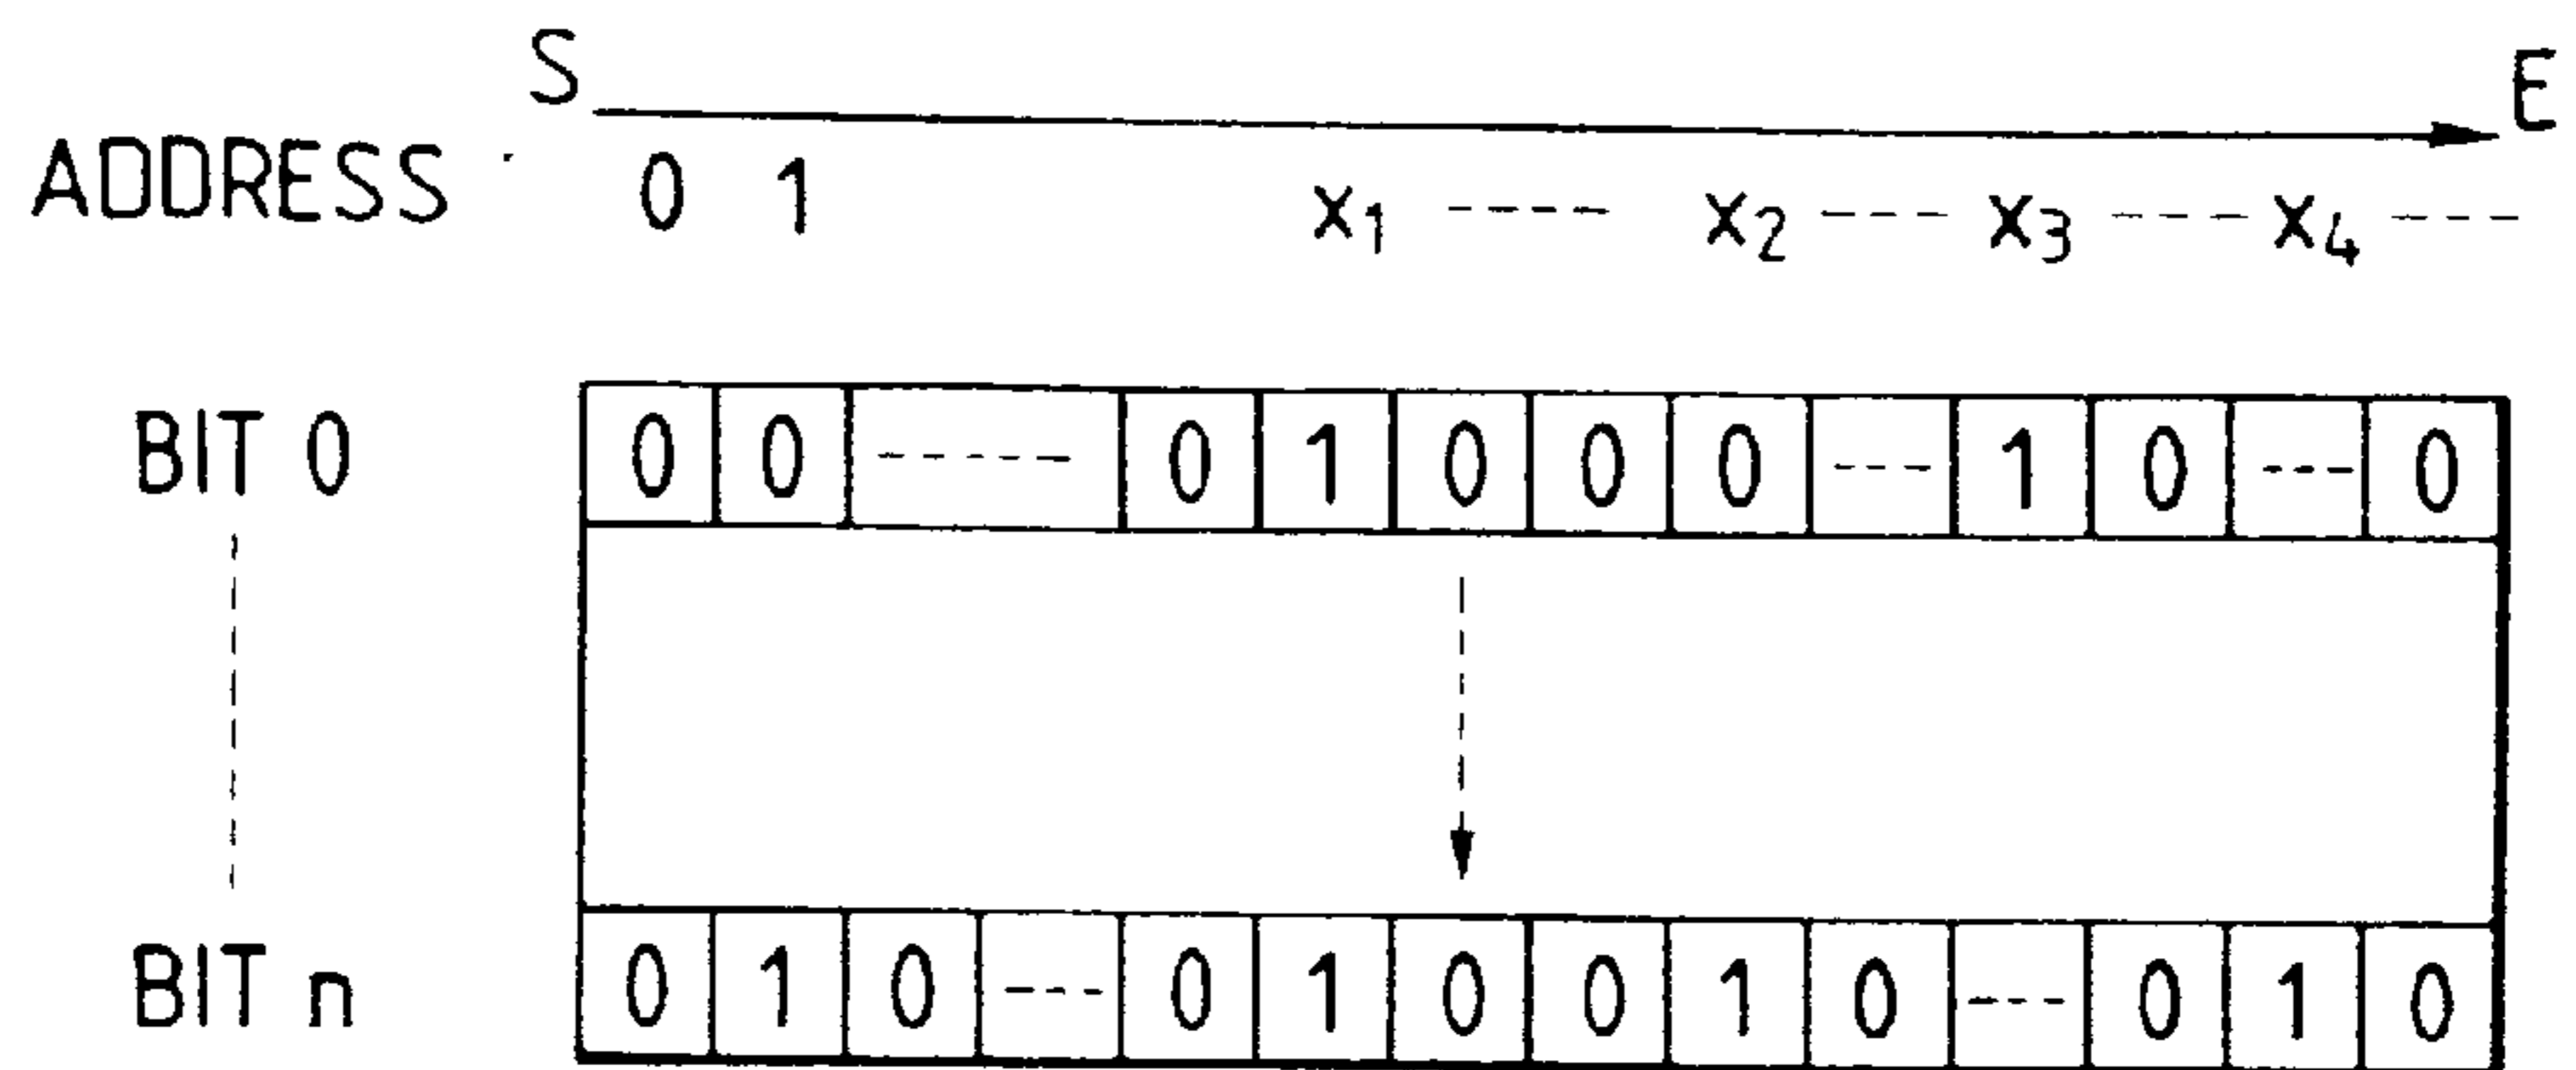 S E
ADDRESS 0 1 x₁ ---- x₂ --- x₃ --- x₄ ---
BIT 0 0 0 ----- 0 1 0 0 0 --- 1 0 --- 0
BIT n 0 1 0 --- 0 1 0 0 1 0 --- 0 1 0